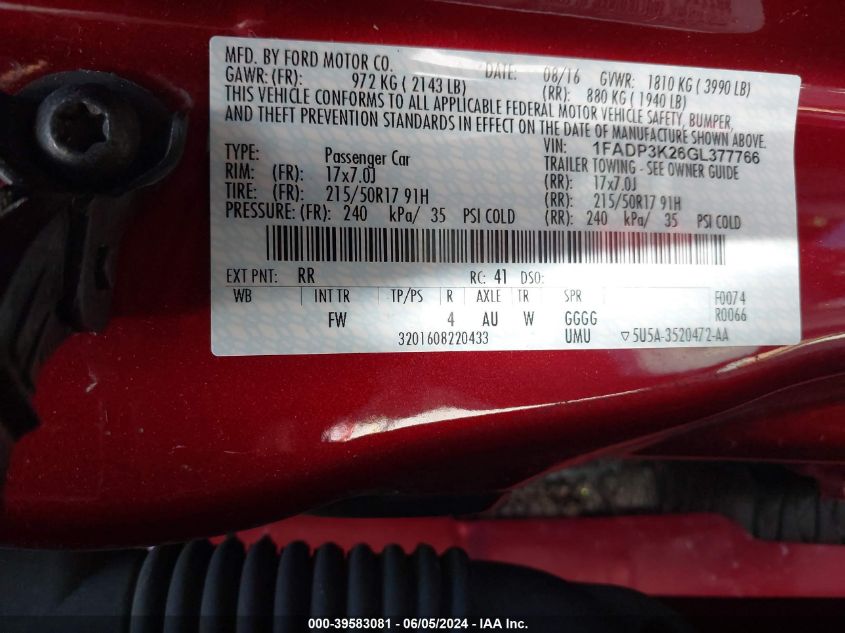 MFD. BY FORD MOTOR CO. DATE: 08/16 GVWR: 1810 KG ( 3990 LB)
GAWR: (FR): 972 KG ( 2143 LB) (RR): 880 KG ( 1940 LB)
THIS VEHICLE CONFORMS TO ALL APPLICABLE FEDERAL MOTOR VEHICLE SAFETY, BUMPER,
AND THEFT PREVENTION STANDARDS IN EFFECT ON THE DATE OF MANUFACTURE SHOWN ABOVE.
VIN: 1FADP3K26GL377766
TYPE: Passenger Car TRAILER TOWING - SEE OWNER GUIDE
RIM: (FR): 17x7.0J (RR): 17x7.0J
TIRE: (FR): 215/50R17 91H (RR): 215/50R17 91H
PRESSURE: (FR): 240 kPa/ 35 PSI COLD (RR): 240 kPa/ 35 PSI COLD
EXT PNT: RR RC: 41 DSO:
WB INT TR TP/PS R AXLE TR SPR F0074
FW 4 AU W GGGG R0066
3201608220433 UMU ▽ 5U5A-3520472-AA
000-39583081 - 06/05/2024 - IAAI.com